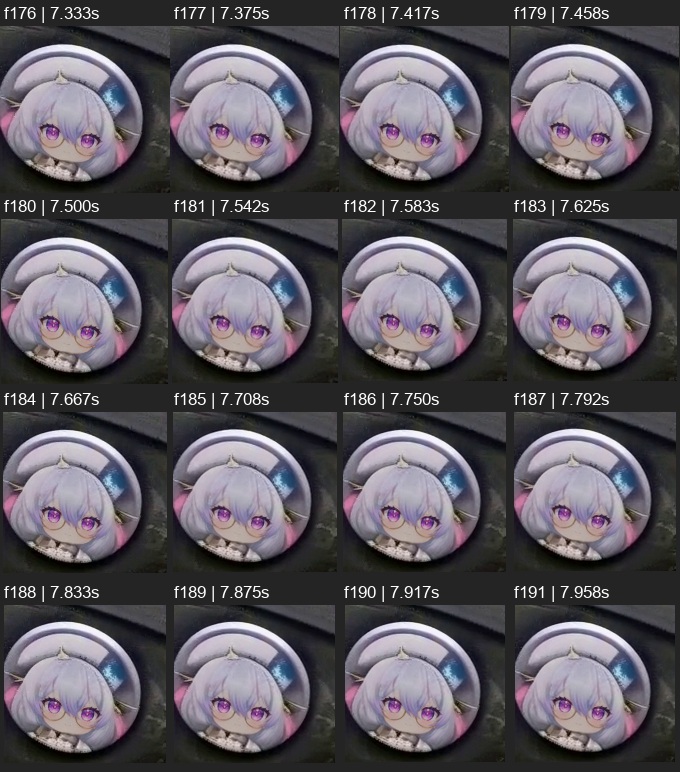 f176 | 7.333s f177 | 7.375s f178 | 7.417s f179 | 7.458s
f180 | 7.500s f181 | 7.542s f182 | 7.583s f183 | 7.625s
f184 | 7.667s f185 | 7.708s f186 | 7.750s f187 | 7.792s
f188 | 7.833s f189 | 7.875s f190 | 7.917s f191 | 7.958s